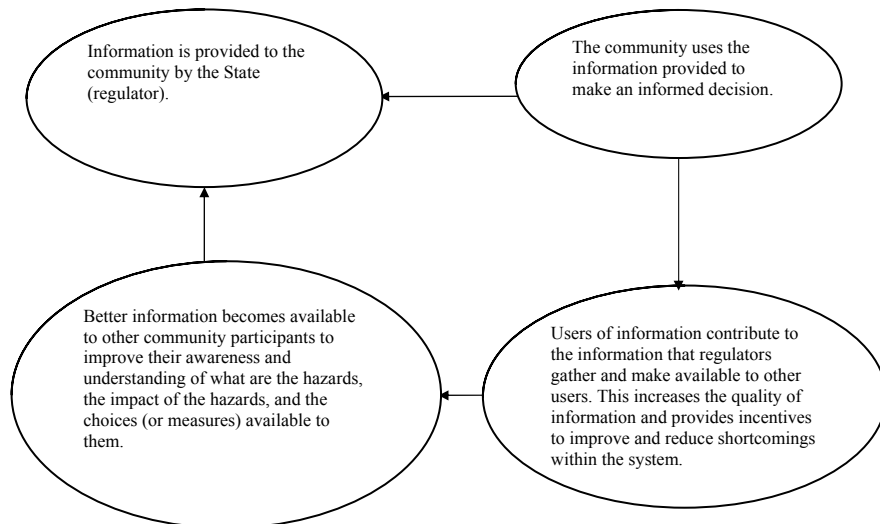 Information is provided to the
community by the State
(regulator).
The community uses the
information provided to
make an informed decision.
Better information becomes available
to other community participants to
improve their awareness and
understanding of what are the hazards,
the impact of the hazards, and the
choices (or measures) available to
them.
Users of information contribute to
the information that regulators
gather and make available to other
users. This increases the quality of
information and provides incentives
to improve and reduce shortcomings
within the system.